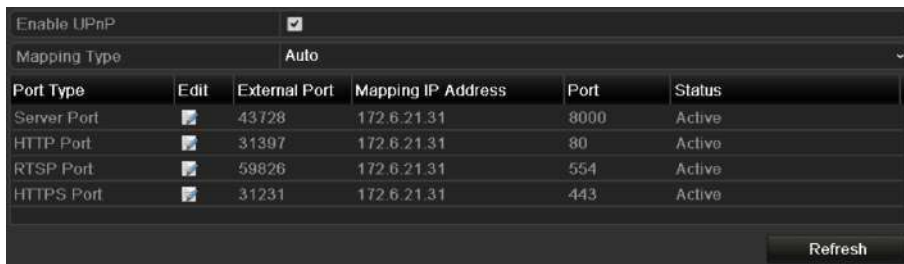 Enable UPnP
Mapping Type Auto
Port Type Edit External Port Mapping IP Address Port Status
Server Port 43728 172.6.21.31 8000 Active
HTTP Port 31397 172.6.21.31 80 Active
RTSP Port 59826 172.6.21.31 554 Active
HTTPS Port 31231 172.6.21.31 443 Active
Refresh